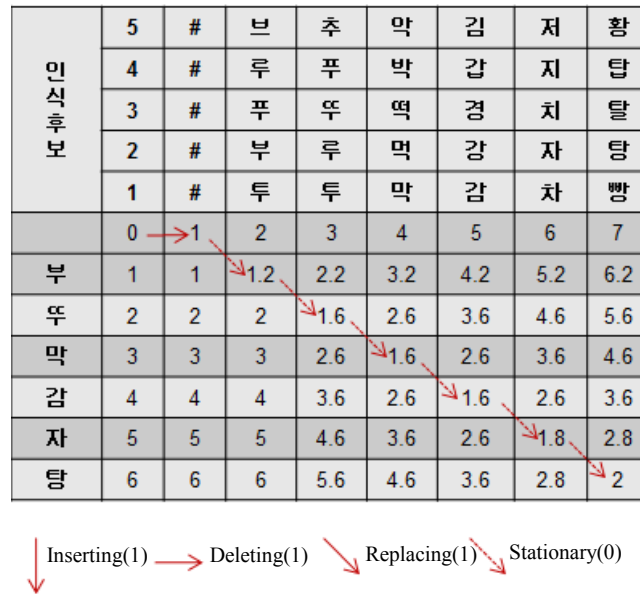 인식후보
5 # 브 추 악 김 저 황
4 # 루 푸 박 갑 지 탑
3 # 푸 뚜 떡 경 치 탈
2 # 부 루 먹 강 자 탕
1 # 투 투 막 감 차 빵
0 1 2 3 4 5 6 7
부 1 1 1.2 2.2 3.2 4.2 5.2 6.2
뚜 2 2 2 1.6 2.6 3.6 4.6 5.6
막 3 3 3 2.6 1.6 2.6 3.6 4.6
감 4 4 4 3.6 2.6 1.6 2.6 3.6
자 5 5 5 4.6 3.6 2.6 1.8 2.8
탕 6 6 6 5.6 4.6 3.6 2.8 2
Inserting(1) Deleting(1) Replacing(1) Stationary(0)